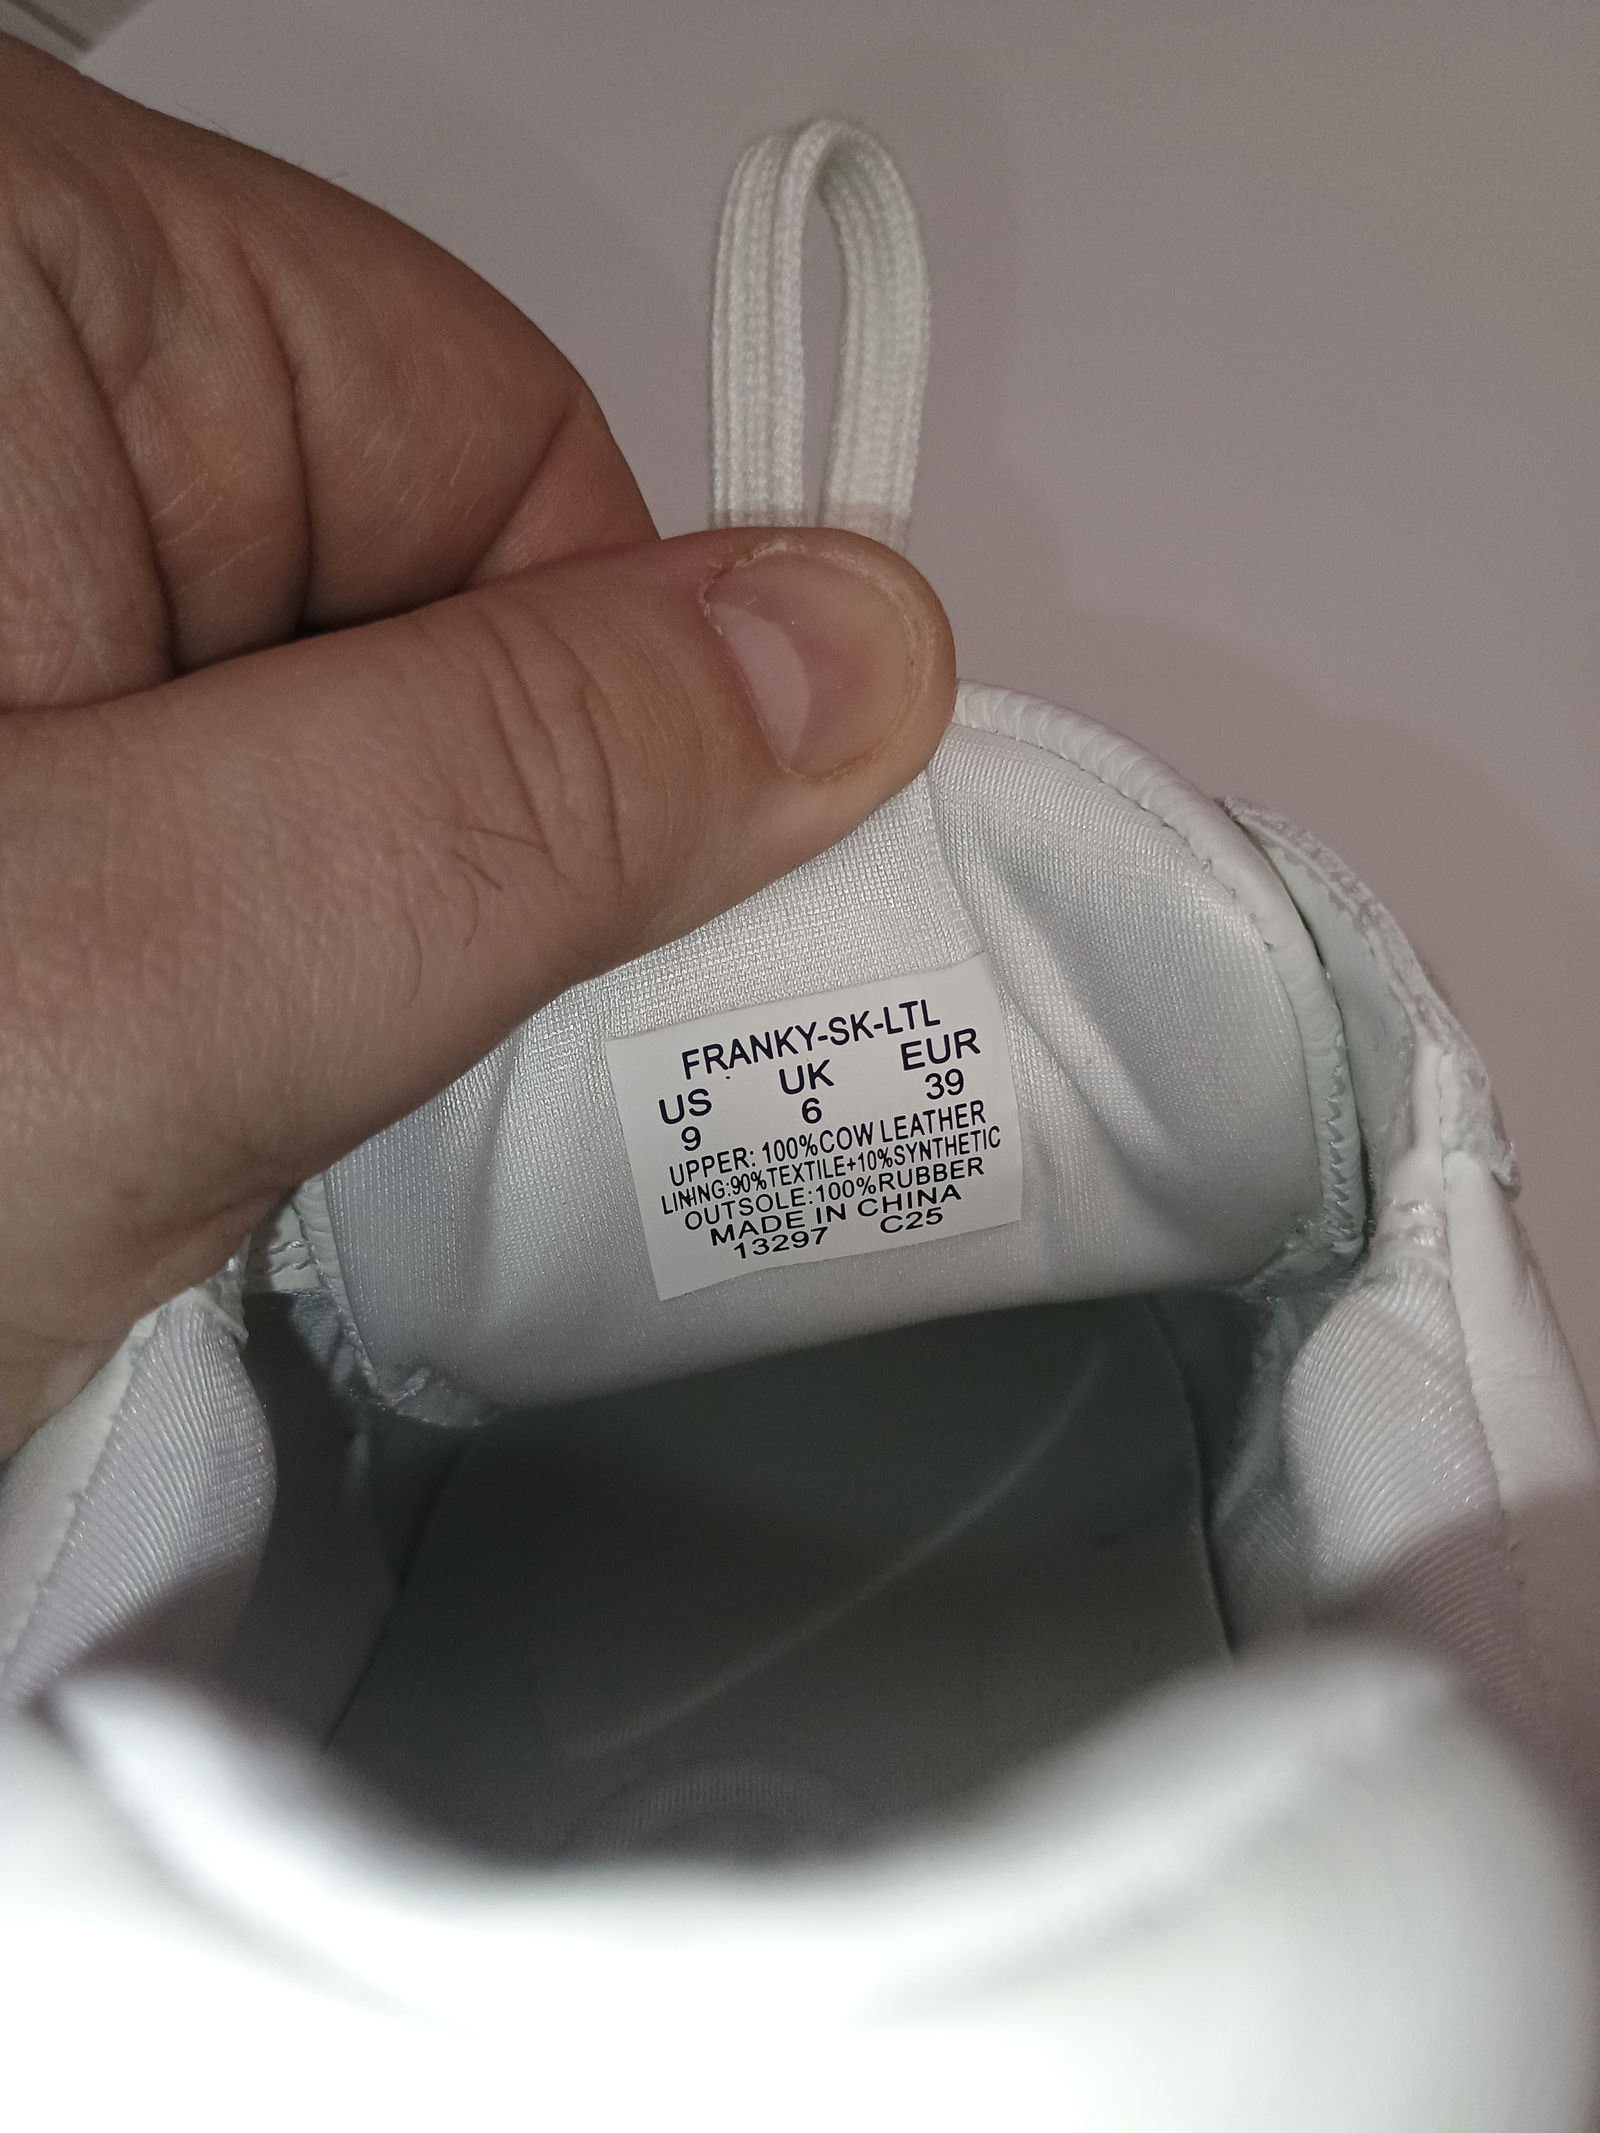 FRANKY-SK-LTL
US UK EUR
9 6 39
UPPER: 100%COW LEATHER
LINING:90%TEXTILE+10%SYNTHETIC
OUTSOLE:100%RUBBER
MADE IN CHINA
13297 C25